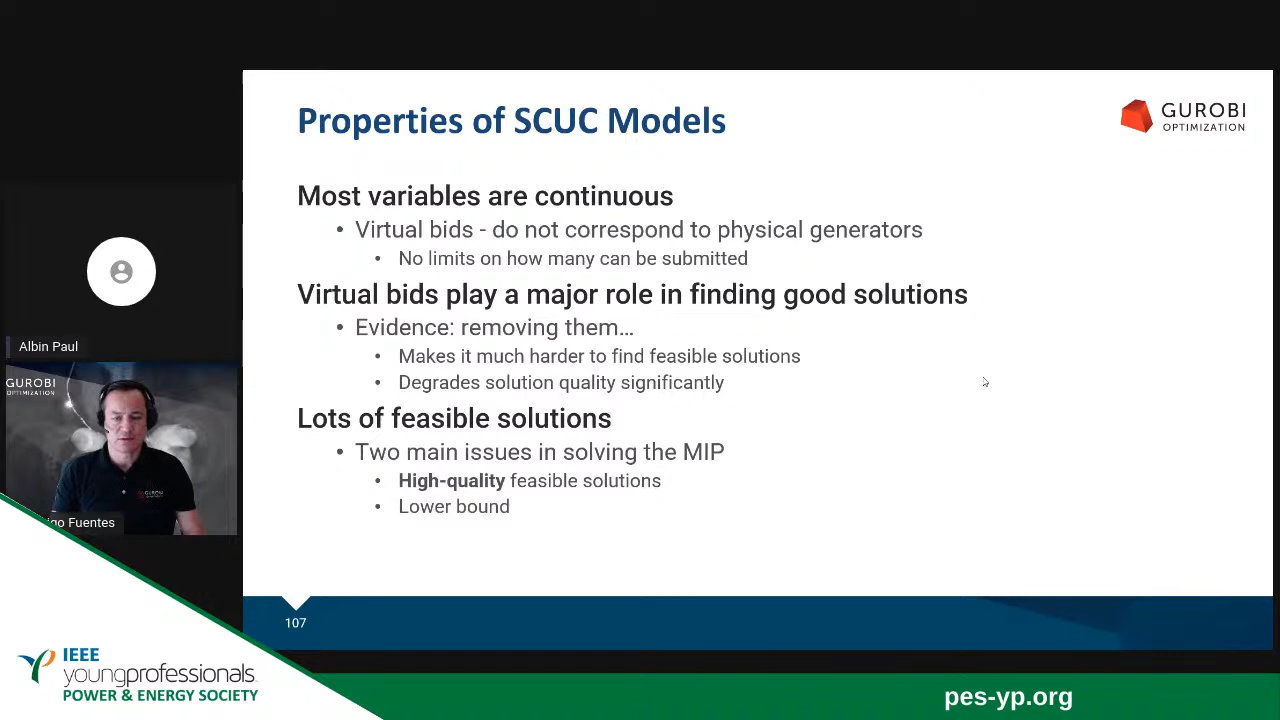 Properties of SCUC Models
GUROBI
OPTIMIZATION
Most variables are continuous
• Virtual bids - do not correspond to physical generators
• No limits on how many can be submitted
Virtual bids play a major role in finding good solutions
• Evidence: removing them…
• Makes it much harder to find feasible solutions
• Degrades solution quality significantly
Lots of feasible solutions
• Two main issues in solving the MIP
• High-quality feasible solutions
• Lower bound
107
Albin Paul
GUROBI
OPTIMIZATION
GUROBI
Fuentes
IEEE
youngprofessionals
POWER & ENERGY SOCIETY
pes-yp.org